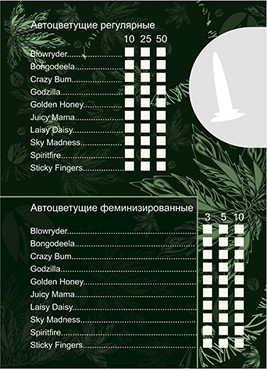 Автоцветущие регулярные
10 25 50
Blowryder...................
Bongodeela...................
Crazy Bum...................
Godzilla...................
Golden Honey...................
Juicy Mama...................
Laisy Daisy...................
Sky Madness...................
Spiritfire...................
Sticky Fingers...................
Автоцветущие феминизированные
3 5 10
Blowryder...................
Bongodeela...................
Crazy Bum...................
Godzilla...................
Golden Honey...................
Juicy Mama...................
Laisy Daisy...................
Sky Madness...................
Spiritfire...................
Sticky Fingers...................